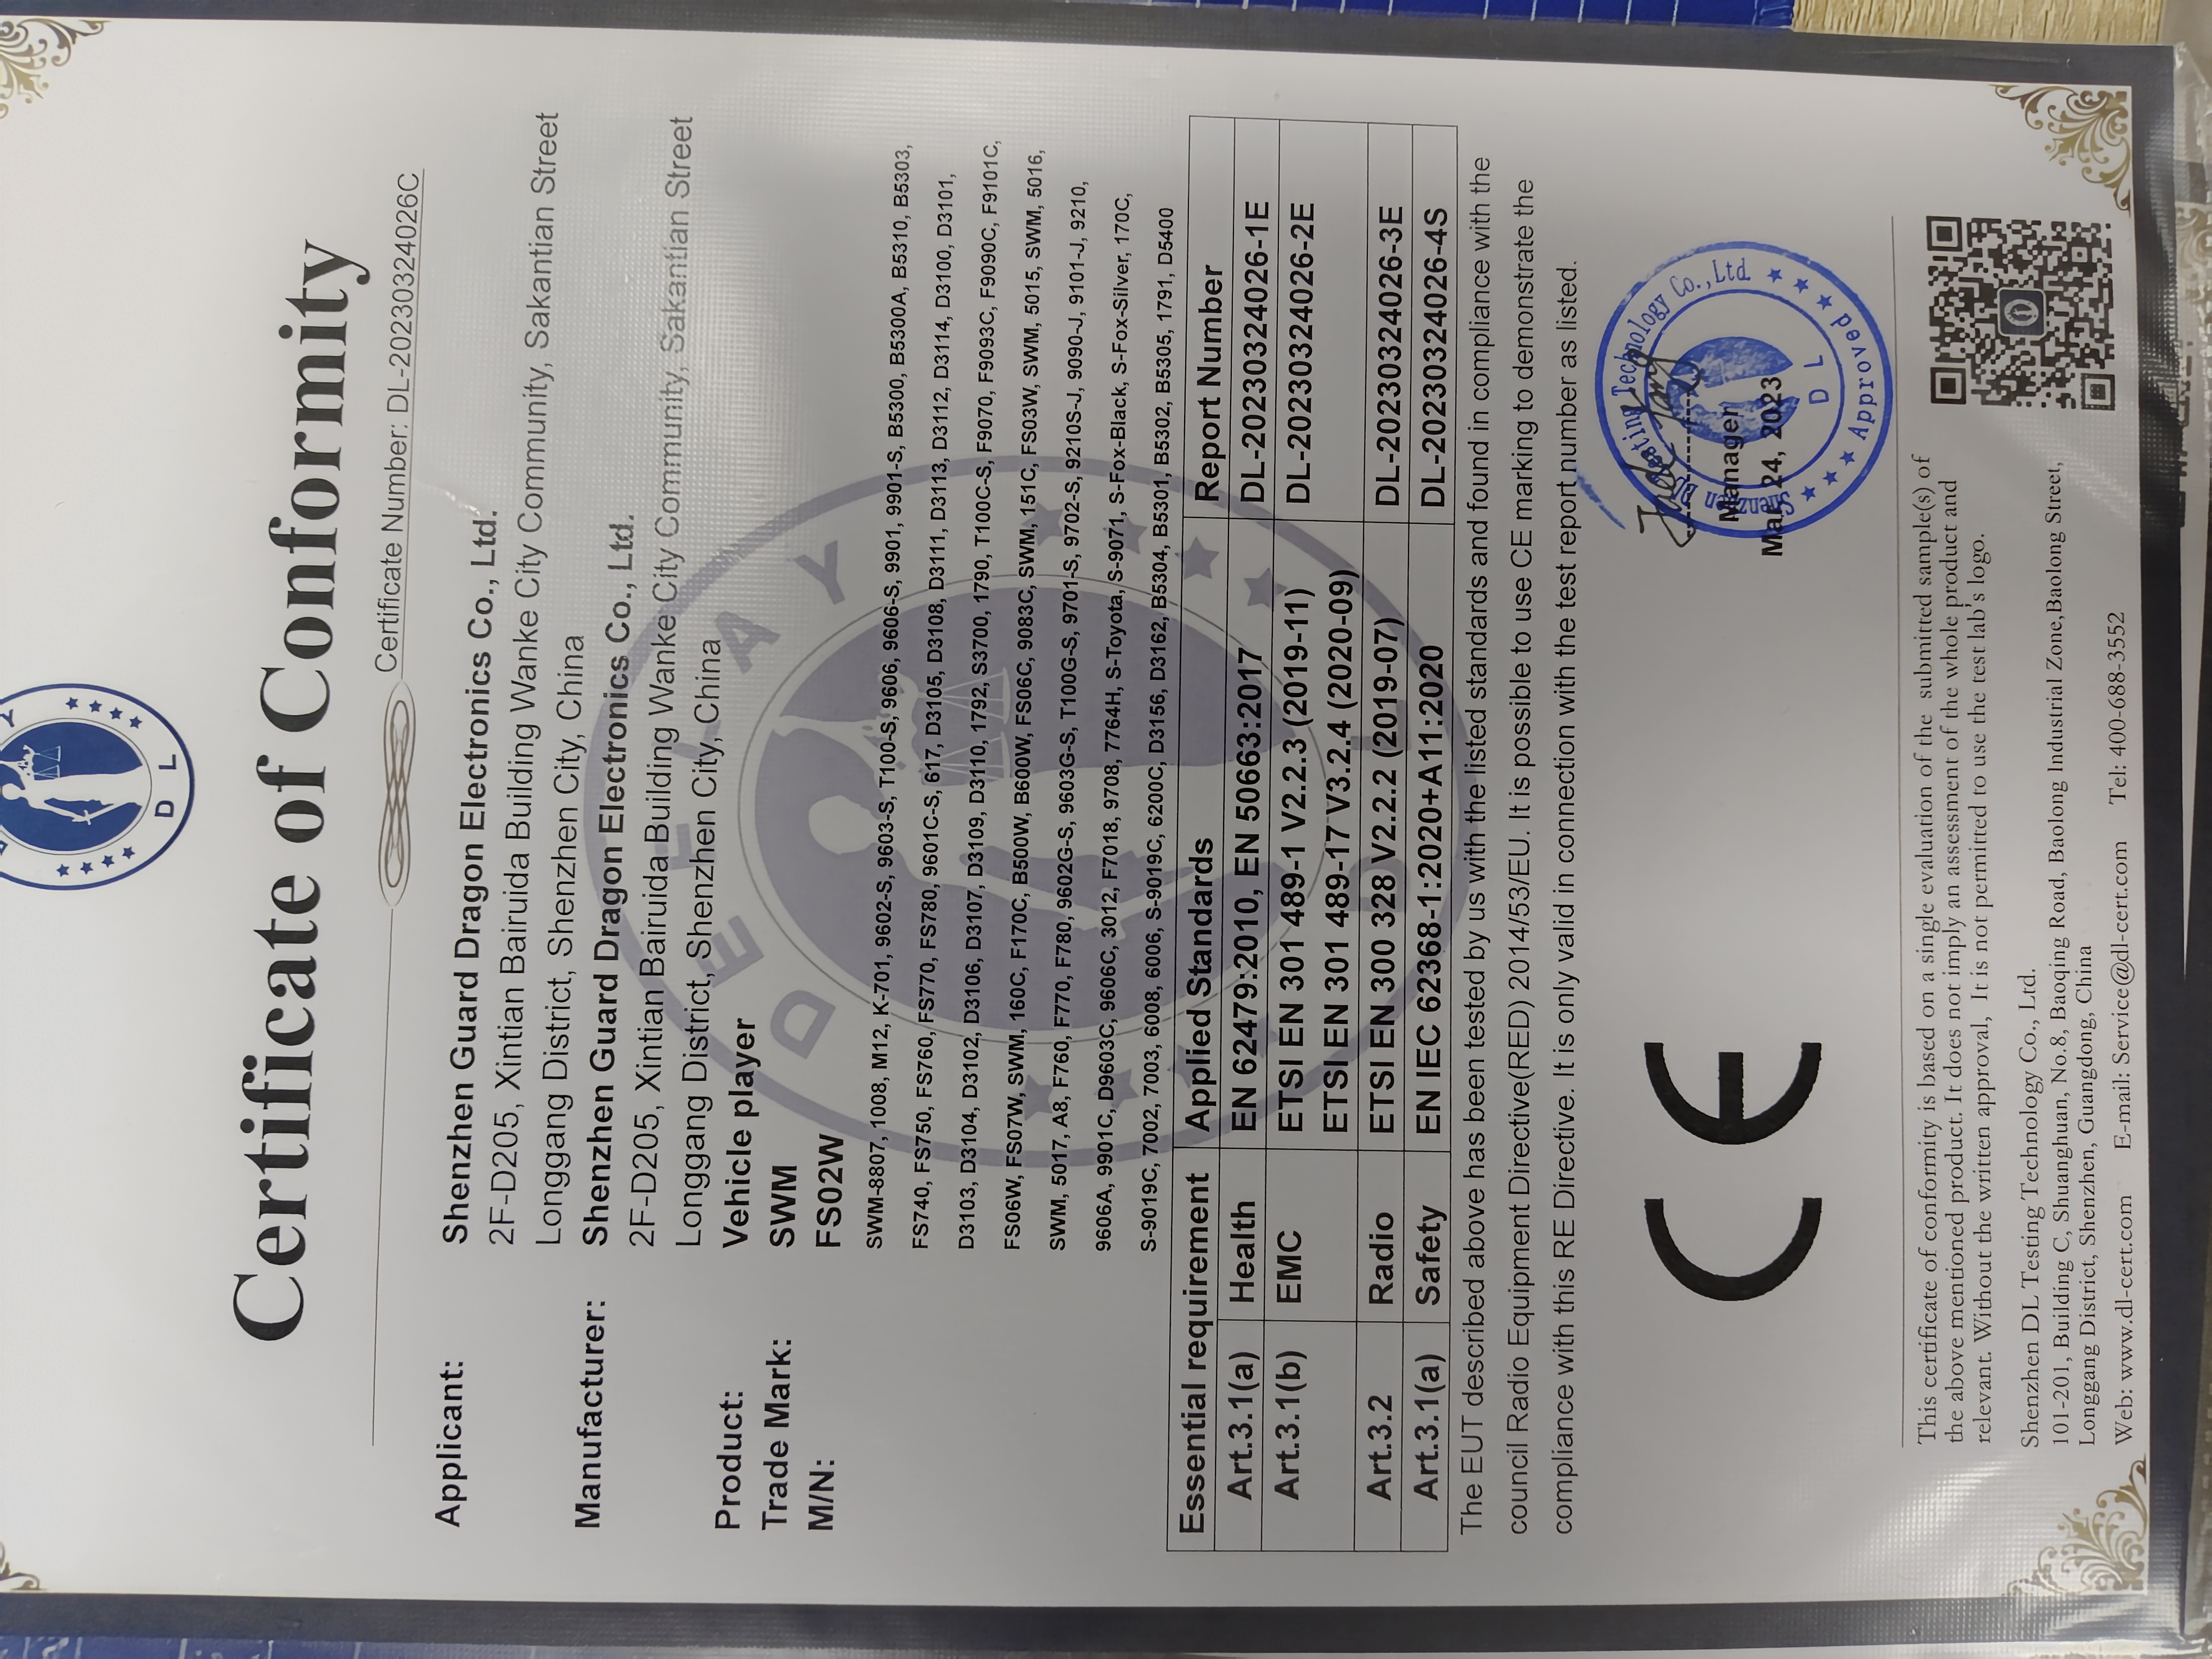 D L
Certificate of Conformity
Certificate Number: DL-20230324026C
Applicant: Shenzhen Guard Dragon Electronics Co., Ltd.
2F-D205, Xintian Bairuida Building Wanke City Community, Sakantian Street
Longgang District, Shenzhen City, China
Manufacturer: Shenzhen Guard Dragon Electronics Co., Ltd.
2F-D205, Xintian Bairuida Building Wanke City Community, Sakantian Street
Longgang District, Shenzhen City, China
Product: Vehicle player
Trade Mark: SWM
M/N: FS02W
SWM-8807, 1008, M12, K-701, 9602-S, 9603-S, T100-S, 9606, 9606-S, 9901, 9901-S, B5300, B5300A, B5310, B5303,
FS740, FS750, FS760, FS770, FS780, 9601C-S, 617, D3105, D3108, D3111, D3113, D3112, D3114, D3100, D3101,
D3103, D3104, D3102, D3106, D3107, D3109, D3110, 1792, S3700, 1790, T100C-S, F9070, F9093C, F9090C, F9101C,
FS06W, FS07W, SWM, 160C, F170C, B500W, B600W, FS06C, 9083C, SWM, 151C, FS03W, SWM, 5015, SWM, 5016,
SWM, 5017, A8, F760, F770, F780, 9602G-S, 9603G-S, T100G-S, 9701-S, 9702-S, 9210S-J, 9090-J, 9101-J, 9210,
9606A, 9901C, D9603C, 9606C, 3012, F7018, 9708, 7764H, S-Toyota, S-9071, S-Fox-Black, S-Fox-Silver, 170C,
S-9019C, 7002, 7003, 6008, 6006, S-9019C, 6200C, D3156, D3162, B5304, B5301, B5302, B5305, 1791, D5400
Essential requirement Applied Standards Report Number
Art.3.1(a) Health EN 62479:2010, EN 50663:2017 DL-20230324026-1E
Art.3.1(b) EMC ETSI EN 301 489-1 V2.2.3 (2019-11) DL-20230324026-2E
ETSI EN 301 489-17 V3.2.4 (2020-09)
Art.3.2 Radio ETSI EN 300 328 V2.2.2 (2019-07) DL-20230324026-3E
Art.3.1(a) Safety EN IEC 62368-1:2020+A11:2020 DL-20230324026-4S
The EUT described above has been tested by us with the listed standards and found in compliance with the
council Radio Equipment Directive(RED) 2014/53/EU. It is possible to use CE marking to demonstrate the
compliance with this RE Directive. It is only valid in connection with the test report number as listed.
CE
Shenzhen DL Testing Technology Co.,Ltd
D L
Approved
Manager
Mar. 24, 2023
This certificate of conformity is based on a single evaluation of the submitted sample(s) of
the above mentioned product. It does not imply an assessment of the whole product and
relevant. Without the written approval, It is not permitted to use the test lab's logo.
Shenzhen DL Testing Technology Co., Ltd.
101-201, Building C, Shuanghuan, No.8, Baoqing Road, Baolong Industrial Zone,Baolong Street,
Longgang District, Shenzhen, Guangdong, China
Web: www.dl-cert.com E-mail: Service@dl-cert.com Tel: 400-688-3552